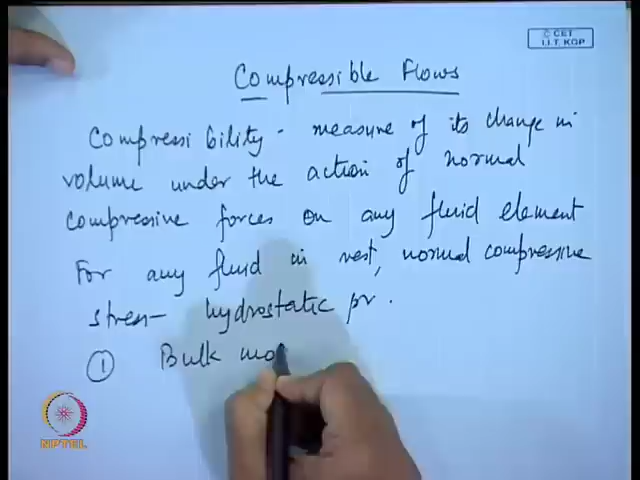 © CET
I.I.T. KGP
Compressible Flows
Compressibility - measure of its change in
volume under the action of normal
compressive forces on any fluid element
For any fluid in rest, normal compressive
stress - hydrostatic pr.
① Bulk mo
NPTEL